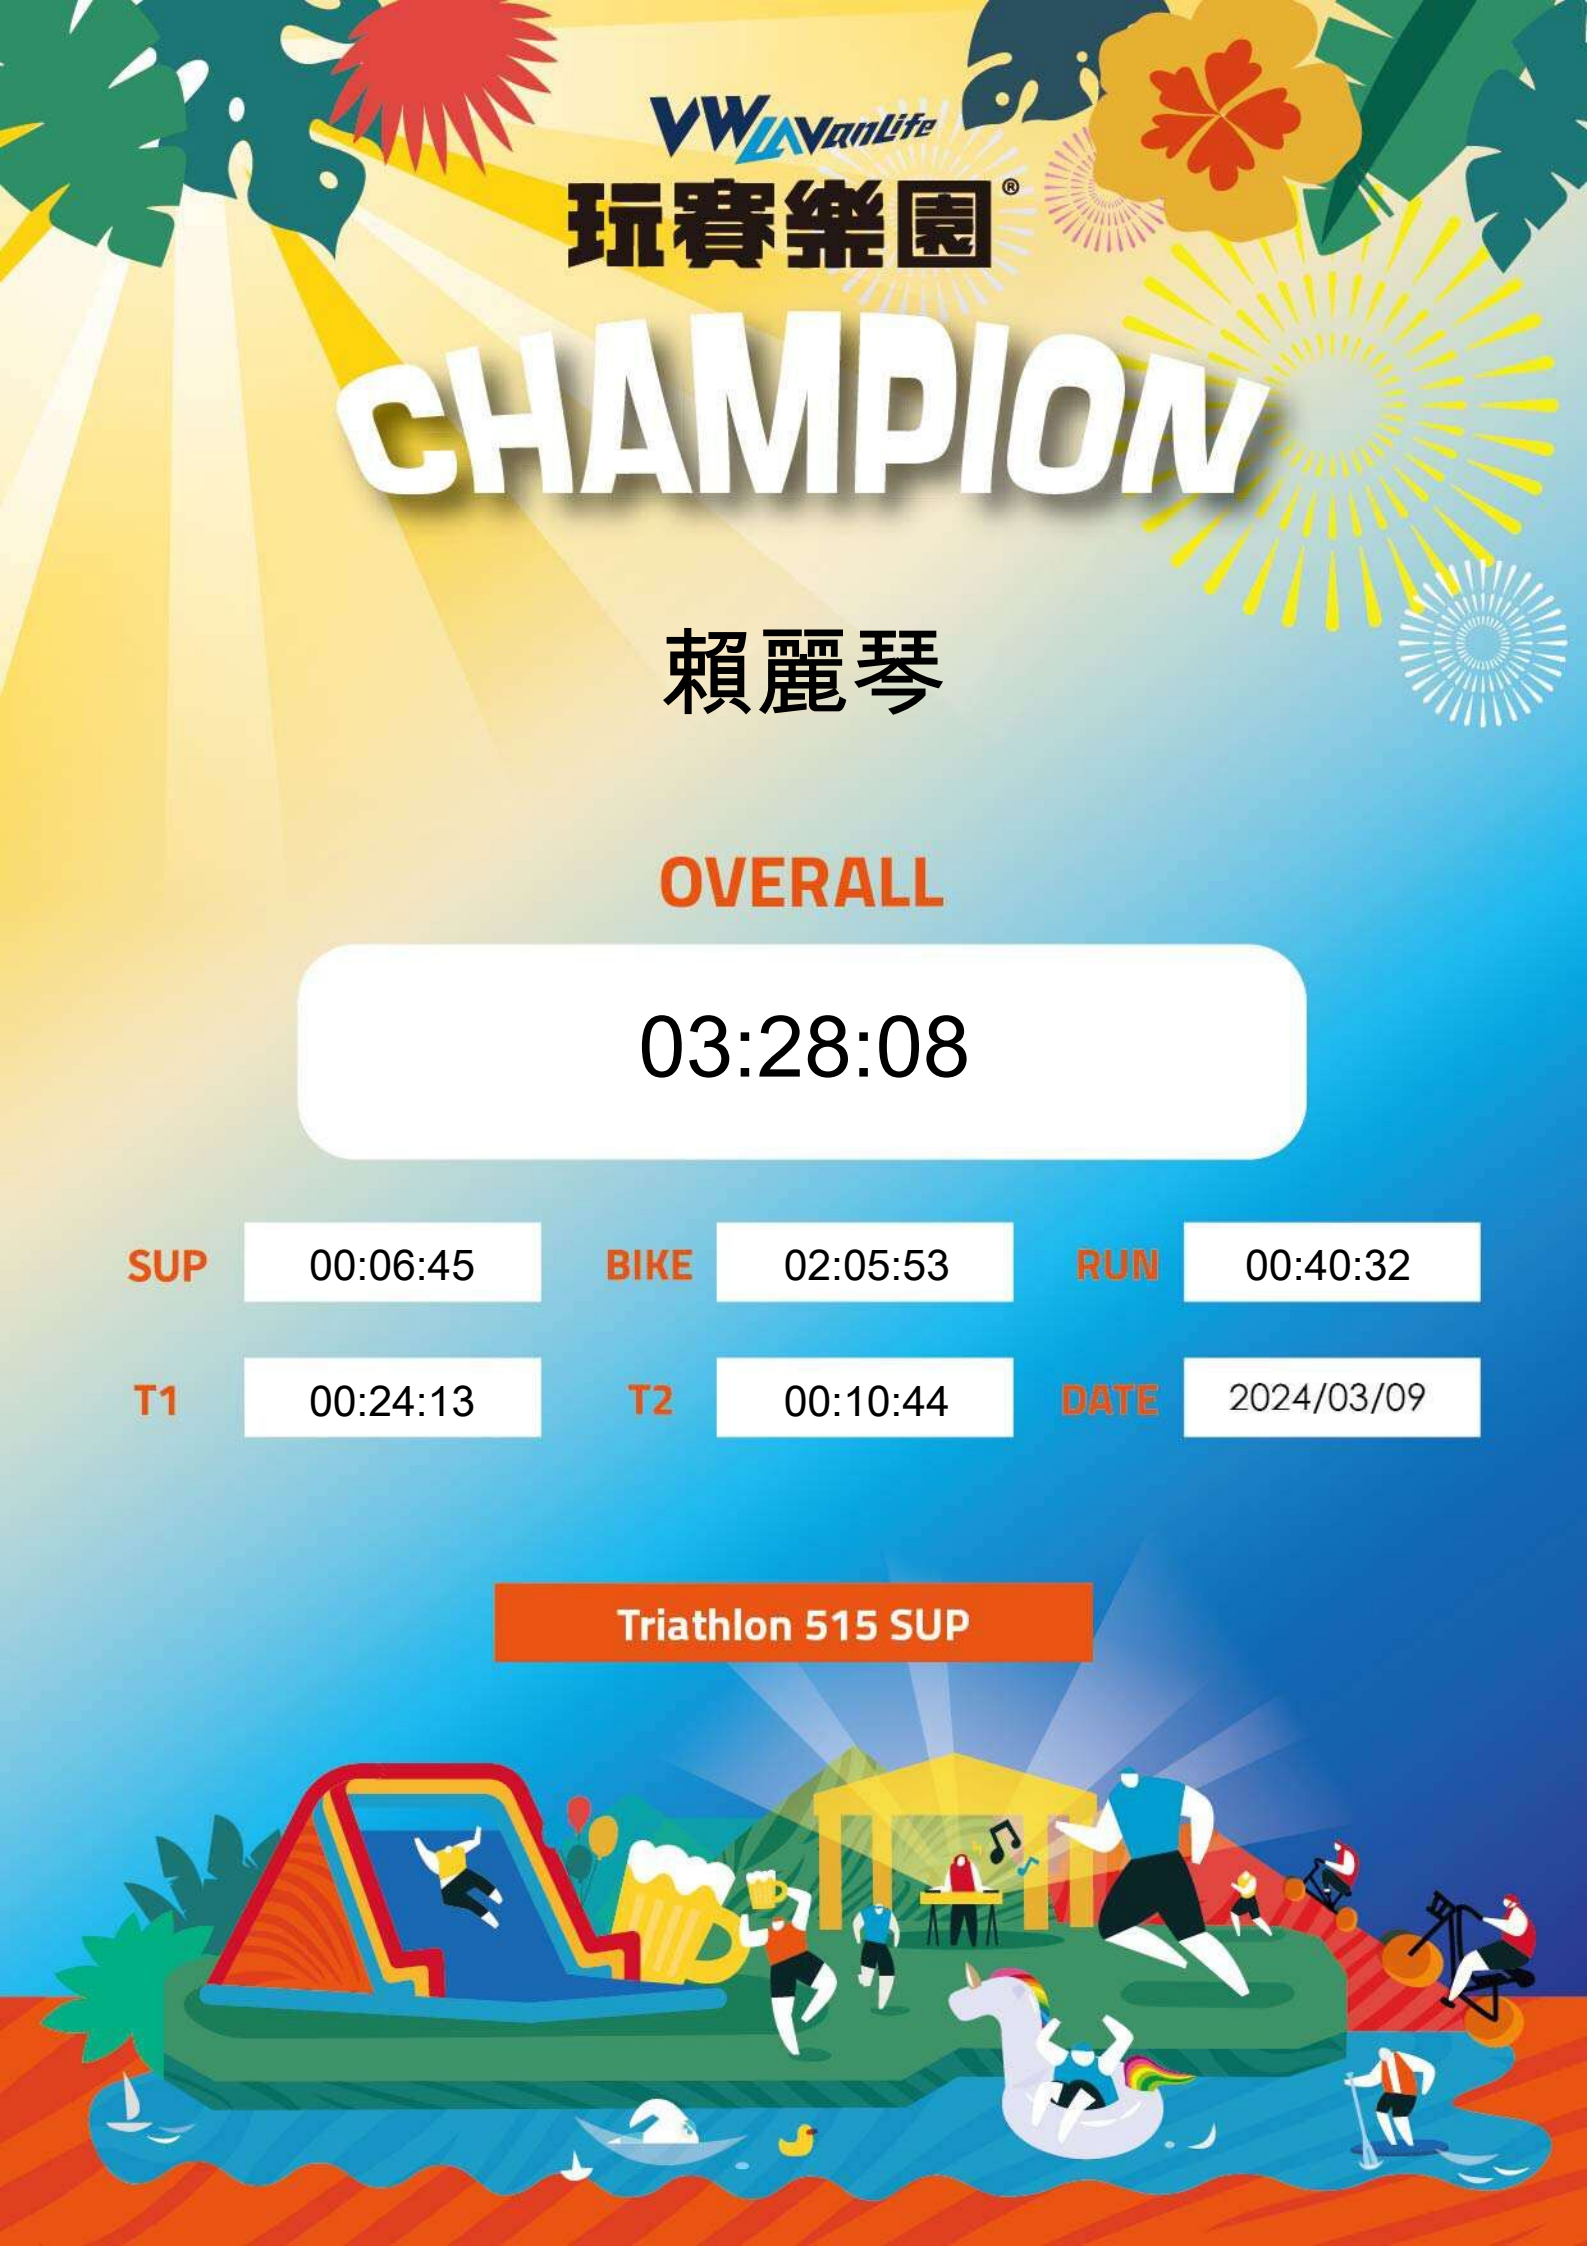 VWLAVanLife
玩賽樂園®
CHAMPION
賴麗琴
OVERALL
03:28:08
SUP 00:06:45 BIKE 02:05:53 RUN 00:40:32
T1 00:24:13 T2 00:10:44 DATE 2024/03/09
Triathlon 515 SUP